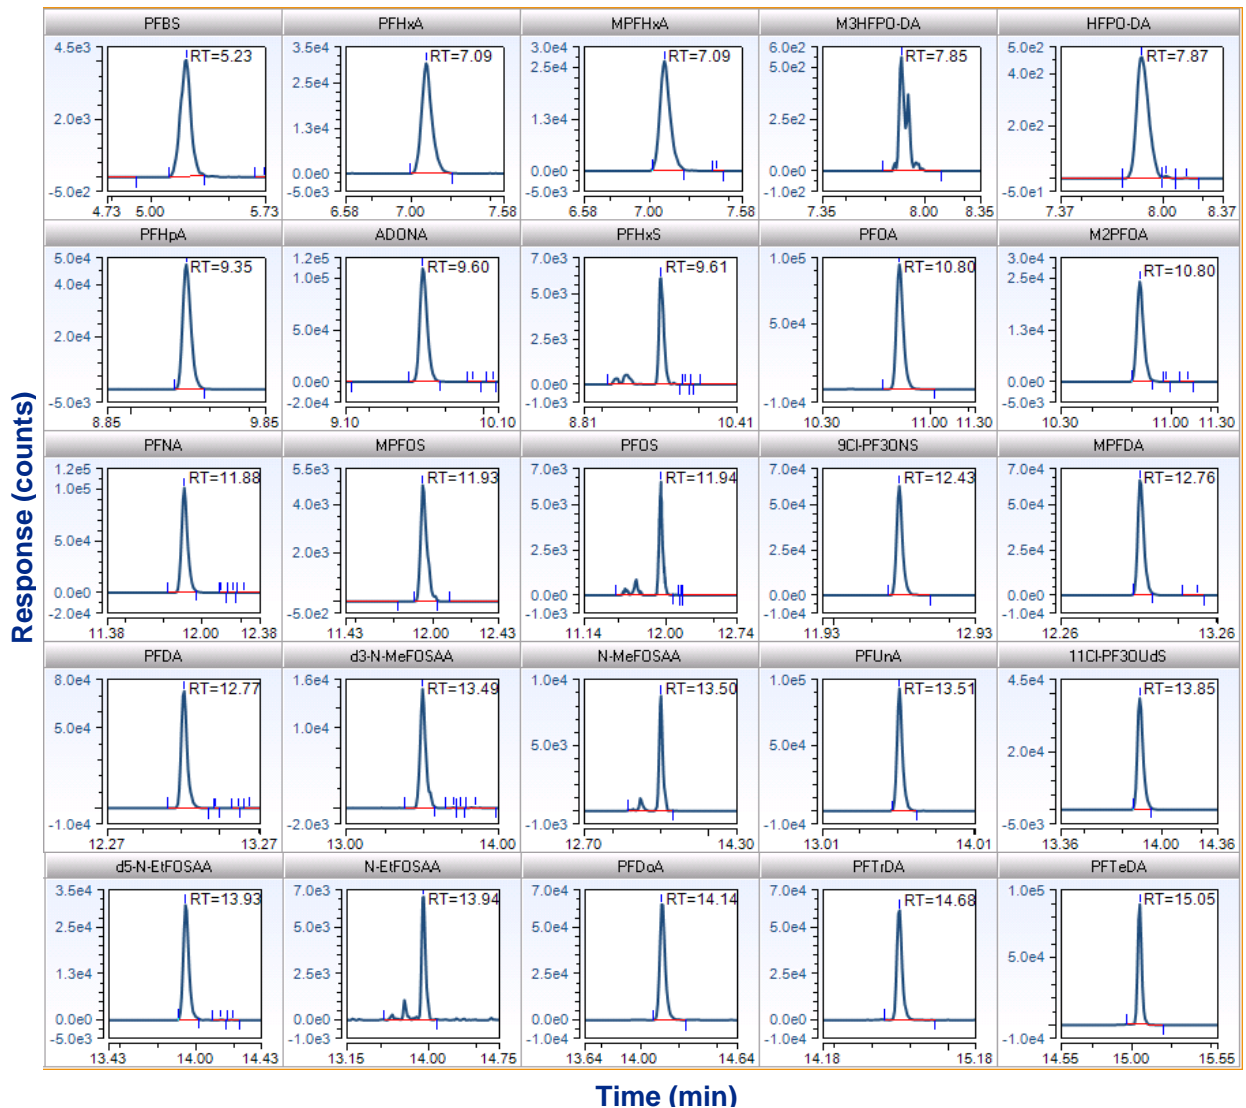 PFBS PFHxA MPFHxA M3HFPO-DA HFPO-DA
4.5e3 3.5e4 3.0e4 6.0e2 5.0e2
RT=5.23 RT=7.09 RT=7.09 RT=7.85 RT=7.87
2.5e4 2.5e4 5.0e2 4.0e2
2.0e3 1.3e4 1.3e4 2.5e2 2.0e2
0.0e0 0.0e0 0.0e0
-5.0e2 -5.0e3 -5.0e3 -1.0e2 -5.0e1
4.73 5.00 5.73 6.58 7.00 7.58 6.58 7.00 7.58 7.35 8.00 8.35 7.37 8.00 8.37
PFHpA ADONA PFHxS PFOA M2PFOA
5.0e4 1.2e5 7.0e3 1.0e5 3.0e4
RT=9.35 RT=9.60 RT=9.61 RT=10.80 RT=10.80
4.0e4 1.0e5 5.0e3 2.5e4
2.0e4 5.0e4 2.5e3 5.0e4 1.3e4
0.0e0 0.0e0 0.0e0
-5.0e3 -2.0e4 -1.0e3 -1.0e4 -5.0e3
8.85 9.85 9.10 10.10 8.81 10.41 10.30 11.00 11.30 10.30 11.00 11.30
PFNA MPFOS PFOS 9Cl-PF3ONS MPFDA
1.2e5 5.5e3 7.0e3 7.0e4 7.0e4
RT=11.88 RT=11.93 RT=11.94 RT=12.43 RT=12.76
1.0e5 4.0e3 5.0e3 5.0e4 5.0e4
5.0e4 2.0e3 2.5e3 2.5e4 2.5e4
0.0e0 0.0e0 0.0e0 0.0e0
-2.0e4 -5.0e2 -1.0e3 -1.0e4 -1.0e4
11.38 12.00 12.38 11.43 12.00 12.43 11.14 12.00 12.74 11.93 12.93 12.26 13.26
PFDA d3-N-MeFOSAA N-MeFOSAA PFUnA 11Cl-PF3OUdS
8.0e4 1.6e4 1.0e4 1.0e5 4.5e4
RT=12.77 RT=13.49 RT=13.50 RT=13.51 RT=13.85
5.0e4 1.0e4 5.0e3 5.0e4 2.0e4
0.0e0
-1.0e4 -2.0e3 -1.0e3 -1.0e4 -5.0e3
12.27 13.27 13.00 14.00 12.70 14.30 13.01 14.01 13.36 14.00 14.36
d5-N-EtFOSAA N-EtFOSAA PFDoA PFTrDA PFTeDA
3.5e4 7.0e3 7.0e4 7.0e4 1.0e5
RT=13.93 RT=13.94 RT=14.14 RT=14.68 RT=15.05
2.5e4 5.0e3 5.0e4 5.0e4
1.3e4 2.5e3 2.5e4 2.5e4 5.0e4
0.0e0 0.0e0 0.0e0 0.0e0
-5.0e3 -1.0e3 -1.0e4 -1.0e4 -1.0e4
13.43 14.00 14.43 13.15 14.00 14.75 13.64 14.00 14.64 14.18 15.18 14.55 15.00 15.55
Response (counts)
Time (min)